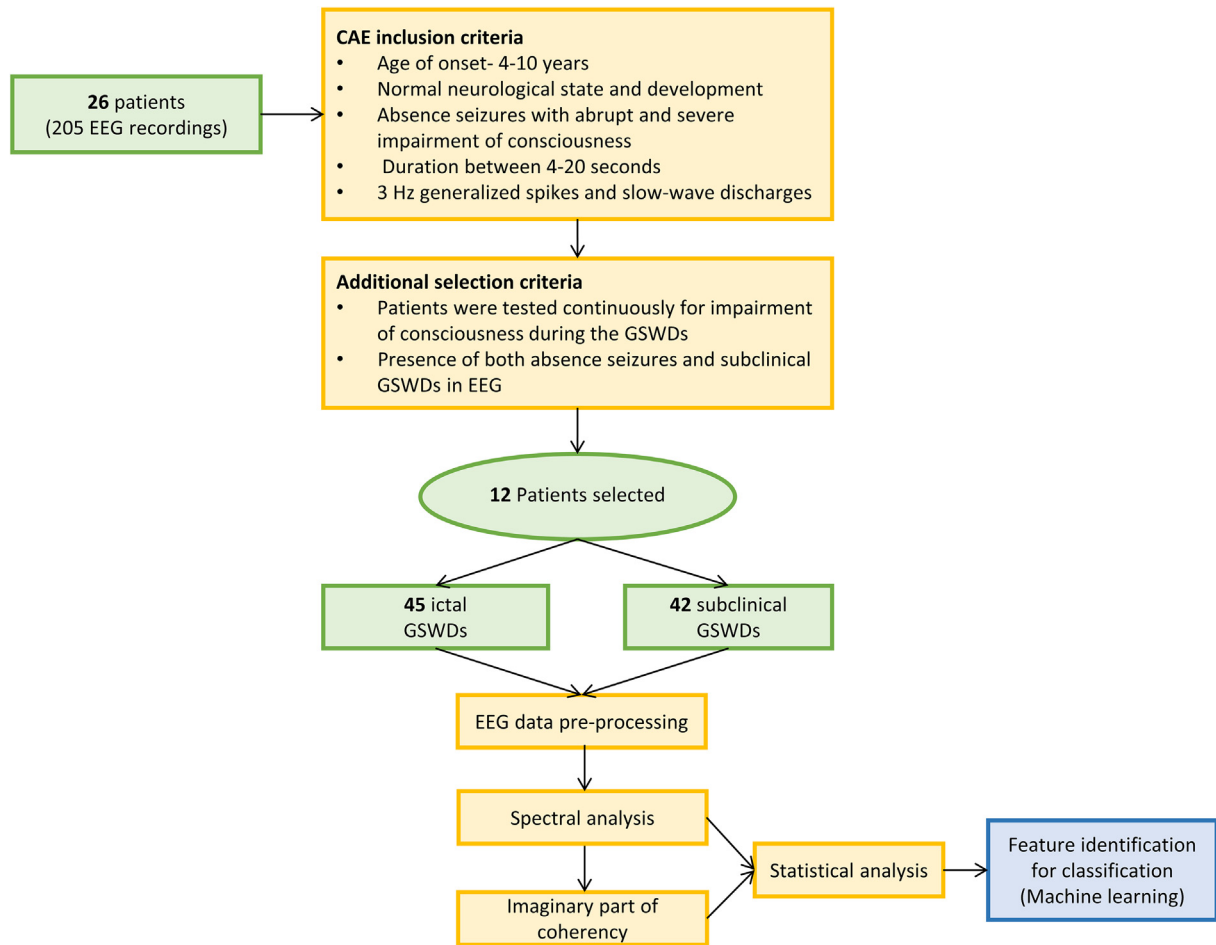 26 patients
(205 EEG recordings)
CAE inclusion criteria
• Age of onset- 4-10 years
• Normal neurological state and development
• Absence seizures with abrupt and severe
impairment of consciousness
• Duration between 4-20 seconds
• 3 Hz generalized spikes and slow-wave discharges
Additional selection criteria
• Patients were tested continuously for impairment
of consciousness during the GSWDs
• Presence of both absence seizures and subclinical
GSWDs in EEG
12 Patients selected
45 ictal
GSWDs
42 subclinical
GSWDs
EEG data pre-processing
Spectral analysis
Imaginary part of
coherency
Statistical analysis
Feature identification
for classification
(Machine learning)